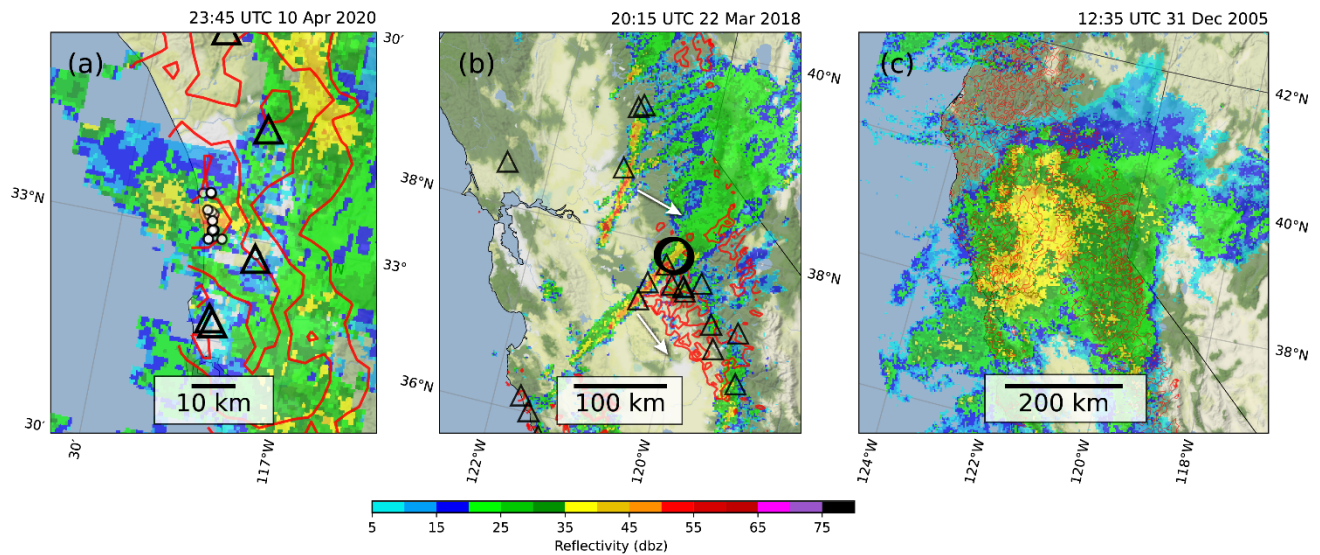 23:45 UTC 10 Apr 2020
20:15 UTC 22 Mar 2018
12:35 UTC 31 Dec 2005
(a)
(b)
(c)
30′
33°N
33°
30′
30′
117°W
10 km
40°N
38°N
38°N
36°N
122°W
120°W
100 km
42°N
40°N
38°N
124°W
122°W
120°W
118°W
200 km
5 15 25 35 45 55 65 75
Reflectivity (dbz)